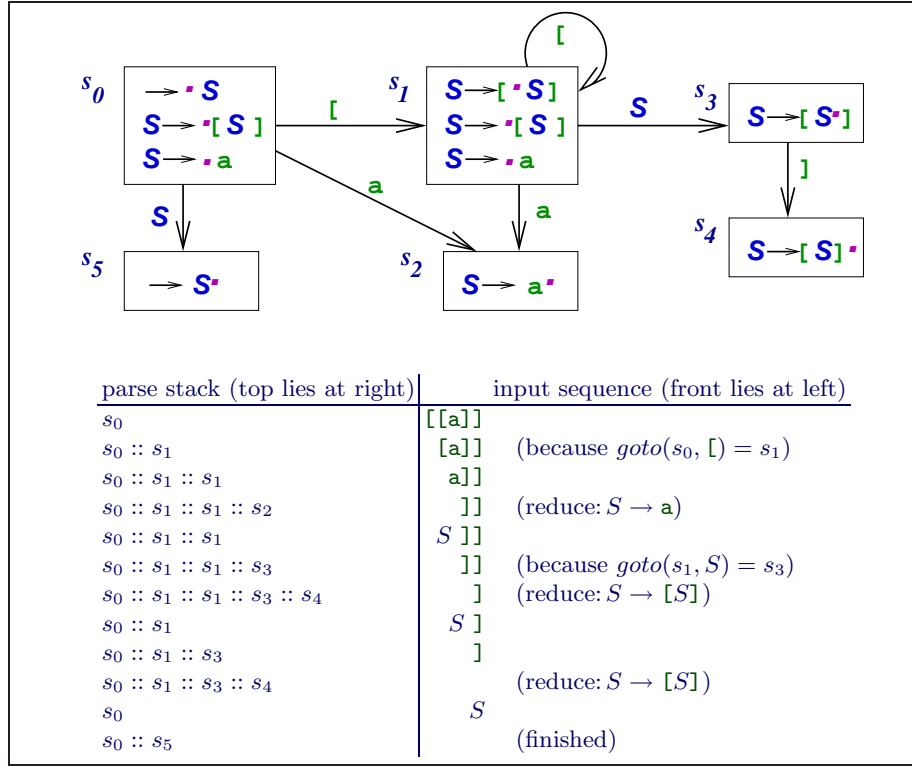 [
s0 → . S    s1 S → [ . S ]    s3
S → . [ S ]    [    S → . [ S ]    S    S → [ S . ]
S → . a    S → . a
a    ]
S    a
s5    s2    s4
→ S .    S → a .    S → [ S ] .
parse stack (top lies at right)    input sequence (front lies at left)
s0    [[a]]
s0 :: s1    [a]]    (because goto(s0, [) = s1)
s0 :: s1 :: s1    a]]
s0 :: s1 :: s1 :: s2    ]]    (reduce: S → a)
s0 :: s1 :: s1    S ]]
s0 :: s1 :: s1 :: s3    ]]    (because goto(s1, S) = s3)
s0 :: s1 :: s1 :: s3 :: s4    ]    (reduce: S → [S])
s0 :: s1    S ]
s0 :: s1 :: s3    ]
s0 :: s1 :: s3 :: s4    (reduce: S → [S])
s0    S
s0 :: s5    (finished)